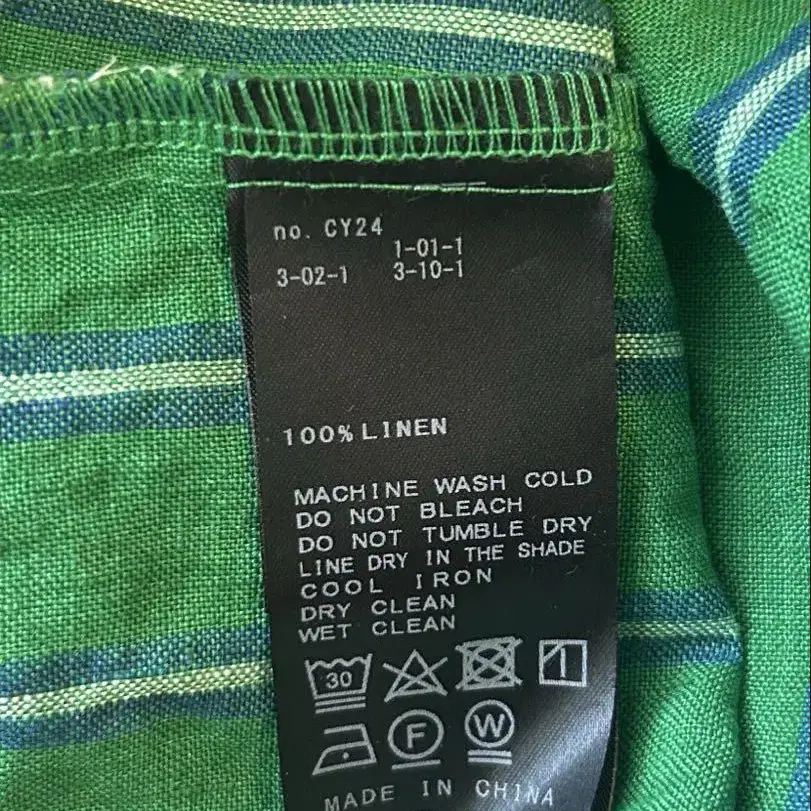 no. CY24
1-01-1
3-02-1 3-10-1
100% LINEN
MACHINE WASH COLD
DO NOT BLEACH
DO NOT TUMBLE DRY
LINE DRY IN THE SHADE
COOL IRON
DRY CLEAN
WET CLEAN
30
F W
MADE IN CHINA